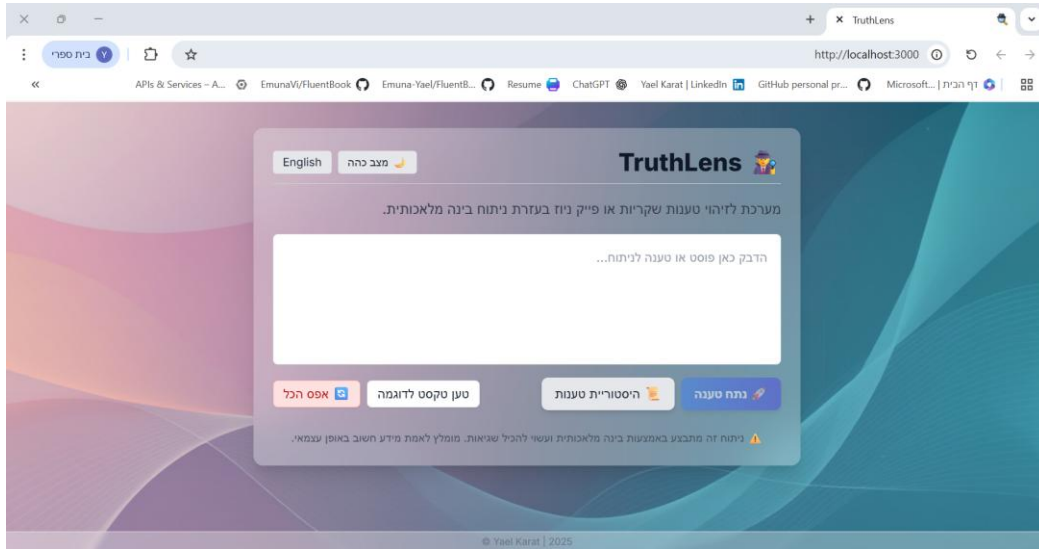 TruthLens
בית ספרי
Y
http://localhost:3000
דף הבית | Microsoft...
GitHub personal pr...
Yael Karat | LinkedIn
ChatGPT
Resume
Emuna-Yael/FluentB...
EmunaVi/FluentBook
APIs & Services – A...
TruthLens
מצב כהה
English
מערכת לזיהוי טענות שקריות או פייק ניוז בעזרת ניתוח בינה מלאכותית.
הדבק כאן פוסט או טענה לניתוח...
נתח טענה
היסטוריית טענות
טען טקסט לדוגמה
אפס הכל
ניתוח זה מתבצע באמצעות בינה מלאכותית ועשוי להכיל שגיאות. מומלץ לאמת מידע חשוב באופן עצמאי.
© Yael Karat | 2025